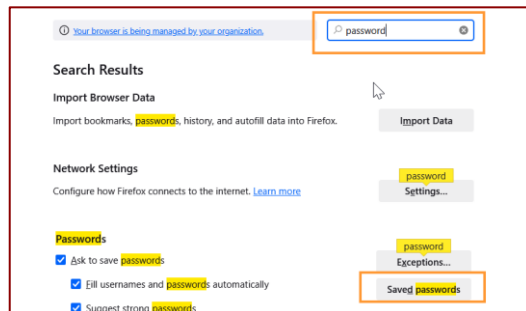 Your browser is being managed by your organization.
password
Search Results
Import Browser Data
Import bookmarks, passwords, history, and autofill data into Firefox.
Import Data
Network Settings
Configure how Firefox connects to the internet. Learn more
password
Settings...
Passwords
Ask to save passwords
password
Exceptions...
Fill usernames and passwords automatically
Saved passwords
Suggest strong passwords